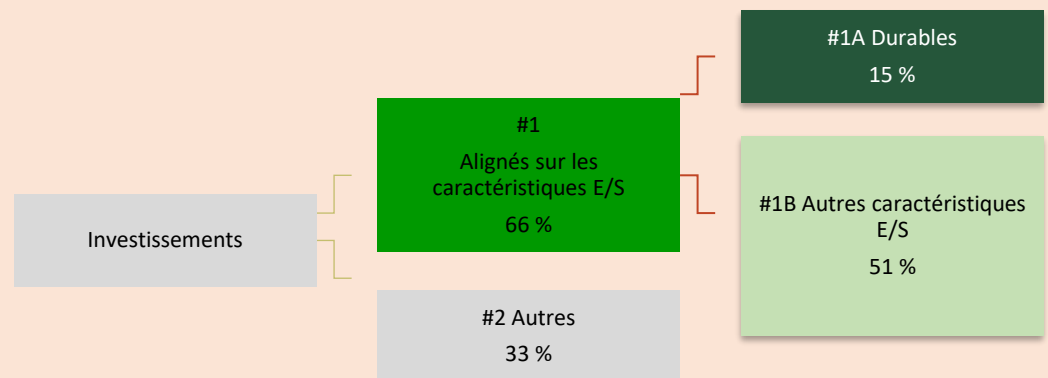 Investissements
#1
Alignés sur les
caractéristiques E/S
66 %
#2 Autres
33 %
#1A Durables
15 %
#1B Autres caractéristiques
E/S
51 %